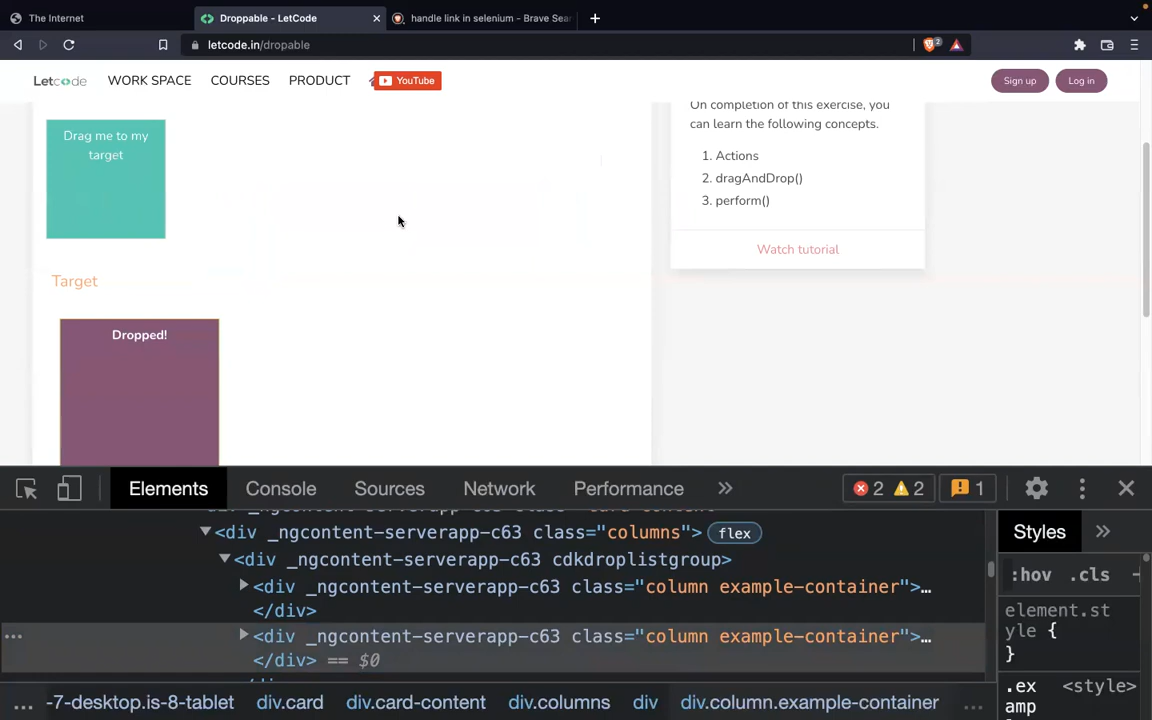 The Internet
Droppable - LetCode
handle link in selenium - Brave Sear
letcode.in/dropable
2
Letcode
WORK SPACE
COURSES
PRODUCT
YouTube
Sign up
Log in
Drag me to my
target
On completion of this exercise, you
can learn the following concepts.
1. Actions
2. dragAndDrop()
3. perform()
Watch tutorial
Target
Dropped!
Elements
Console
Sources
Network
Performance
»
2
2
1
<div _ngcontent-serverapp-c63 class="columns"> flex
<div _ngcontent-serverapp-c63 cdkdroplistgroup>
<div _ngcontent-serverapp-c63 class="column example-container">…
</div>
<div _ngcontent-serverapp-c63 class="column example-container">…
</div> == $0
Styles
»
:hov .cls
element.st
yle {
}
.ex <style>
amp
... -7-desktop.is-8-tablet div.card div.card-content div.columns div div.column.example-container ...